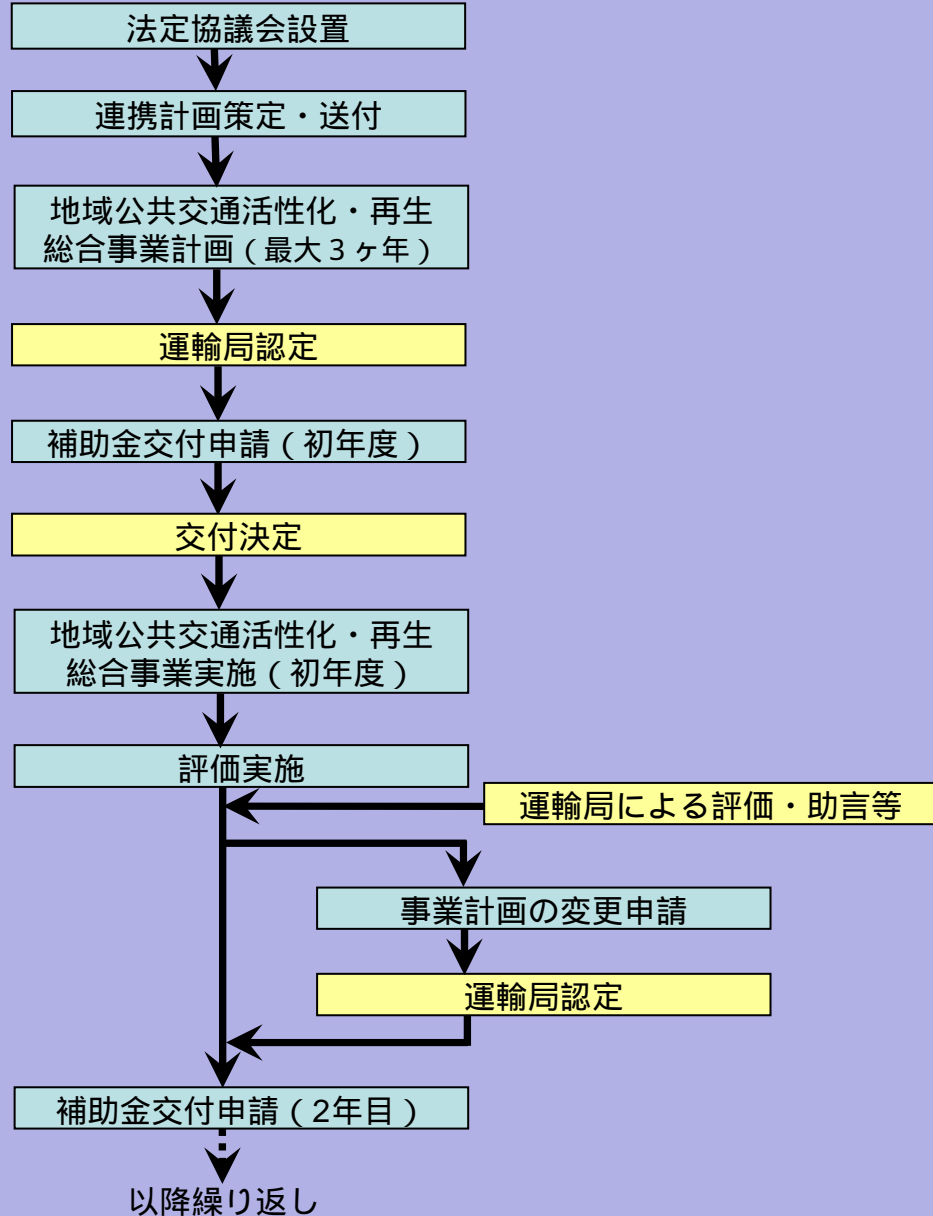 法定協議会設置
連携計画策定・送付
地域公共交通活性化・再生
総合事業計画（最大３ヶ年）
運輸局認定
補助金交付申請（初年度）
交付決定
地域公共交通活性化・再生
総合事業実施（初年度）
評価実施
運輸局による評価・助言等
事業計画の変更申請
運輸局認定
補助金交付申請（2年目）
以降繰り返し